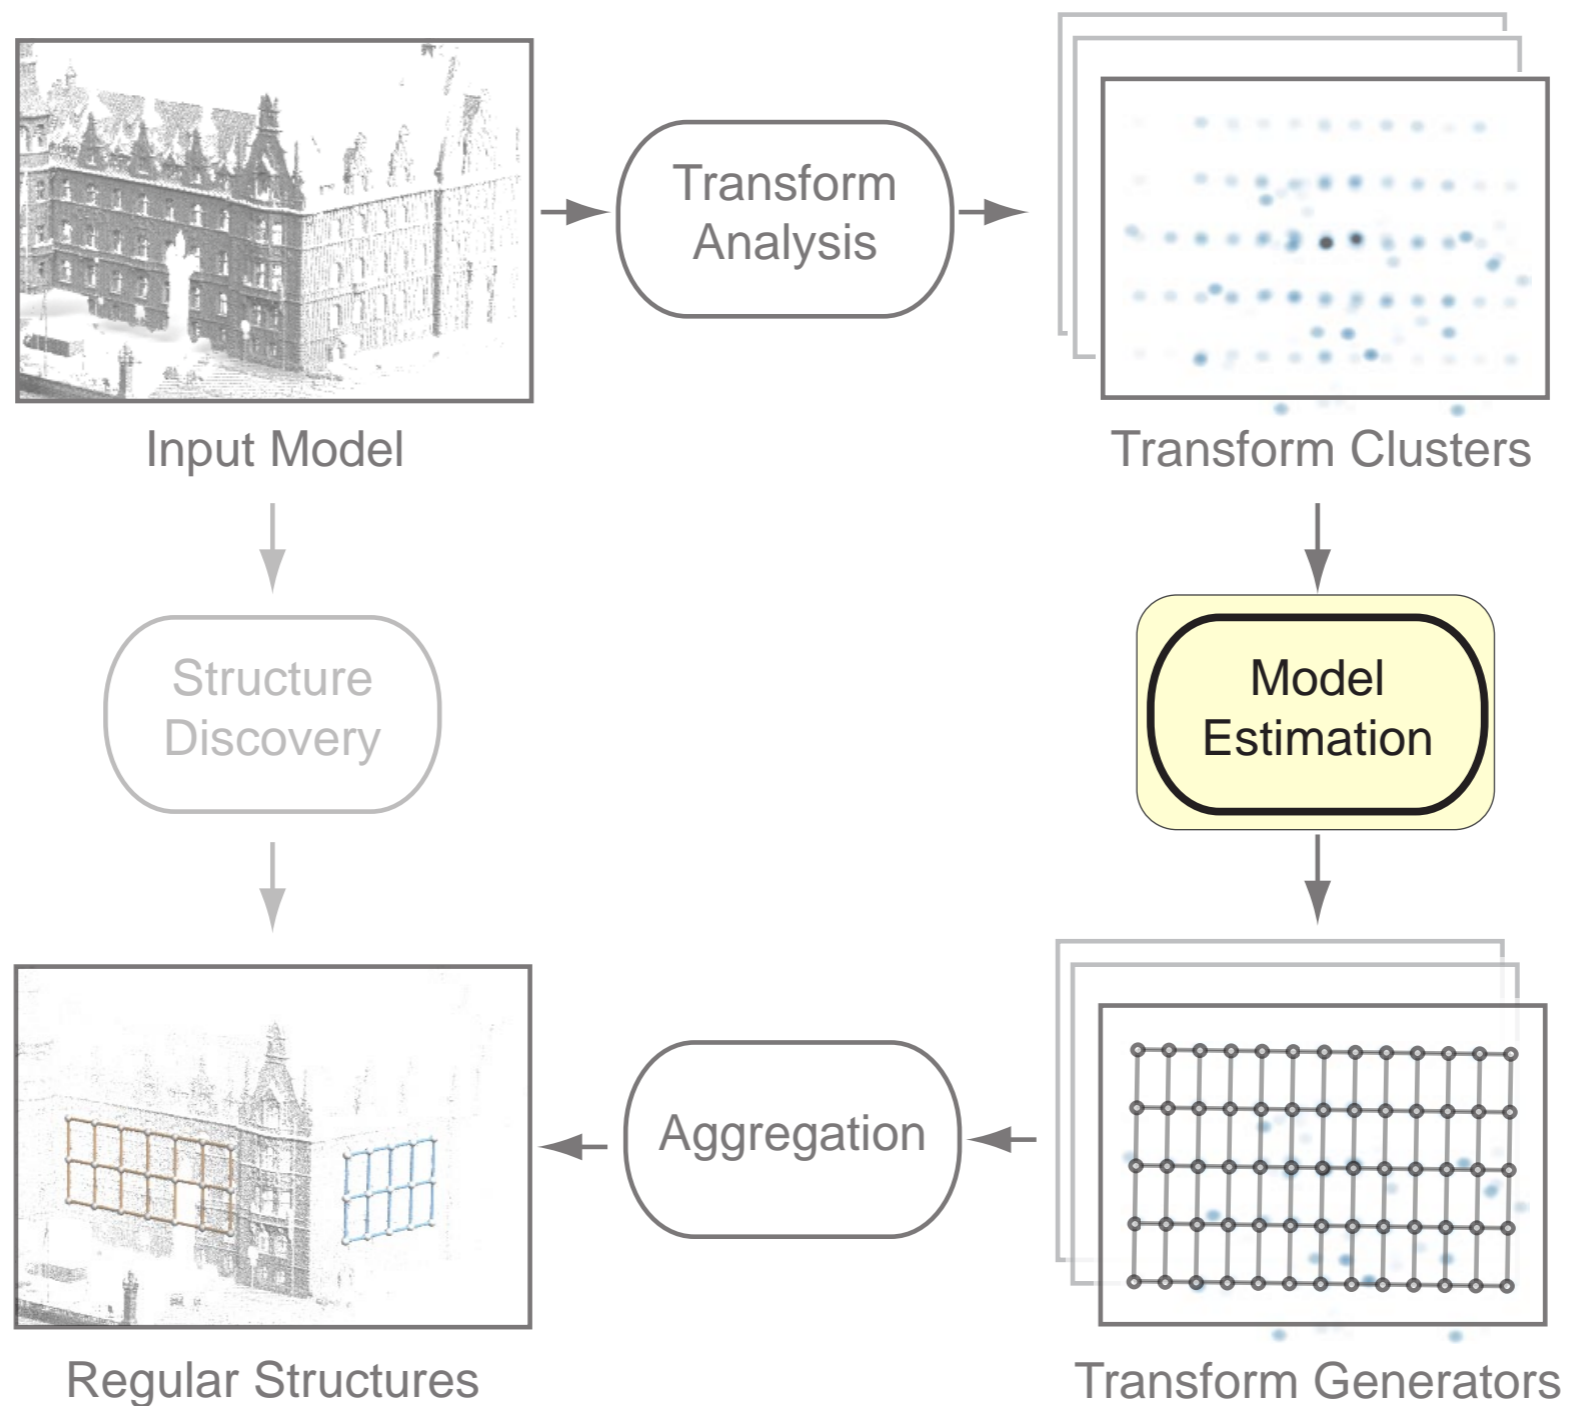 Transform
Analysis
Input Model
Transform Clusters
Structure
Discovery
Model
Estimation
Aggregation
Regular Structures
Transform Generators